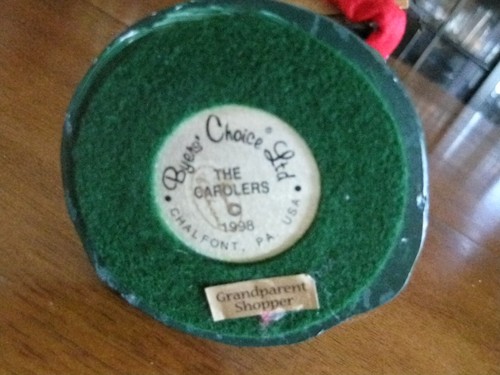 Byers' Choice® Ltd
THE
CAROLERS
1998
CHALFONT, PA USA
Grandparent
Shopper